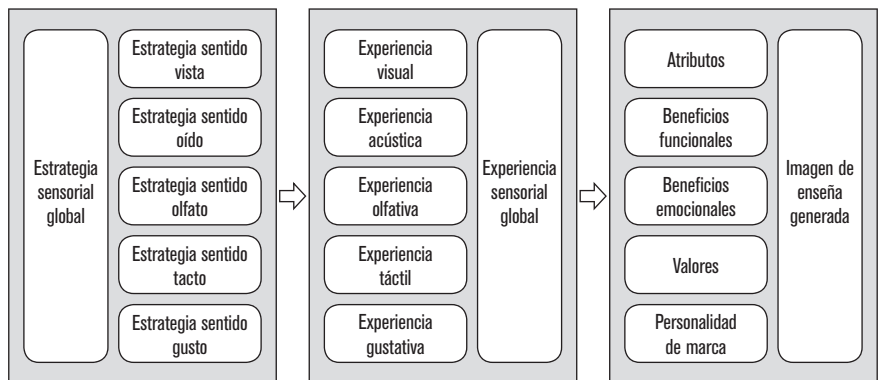 Estrategia
sensorial
global
Estrategia sentido
vista
Estrategia sentido
oído
Estrategia sentido
olfato
Estrategia sentido
tacto
Estrategia sentido
gusto
Experiencia
visual
Experiencia
acústica
Experiencia
olfativa
Experiencia
táctil
Experiencia
gustativa
Experiencia
sensorial
global
Atributos
Beneficios
funcionales
Beneficios
emocionales
Valores
Personalidad
de marca
Imagen de
enseña
generada